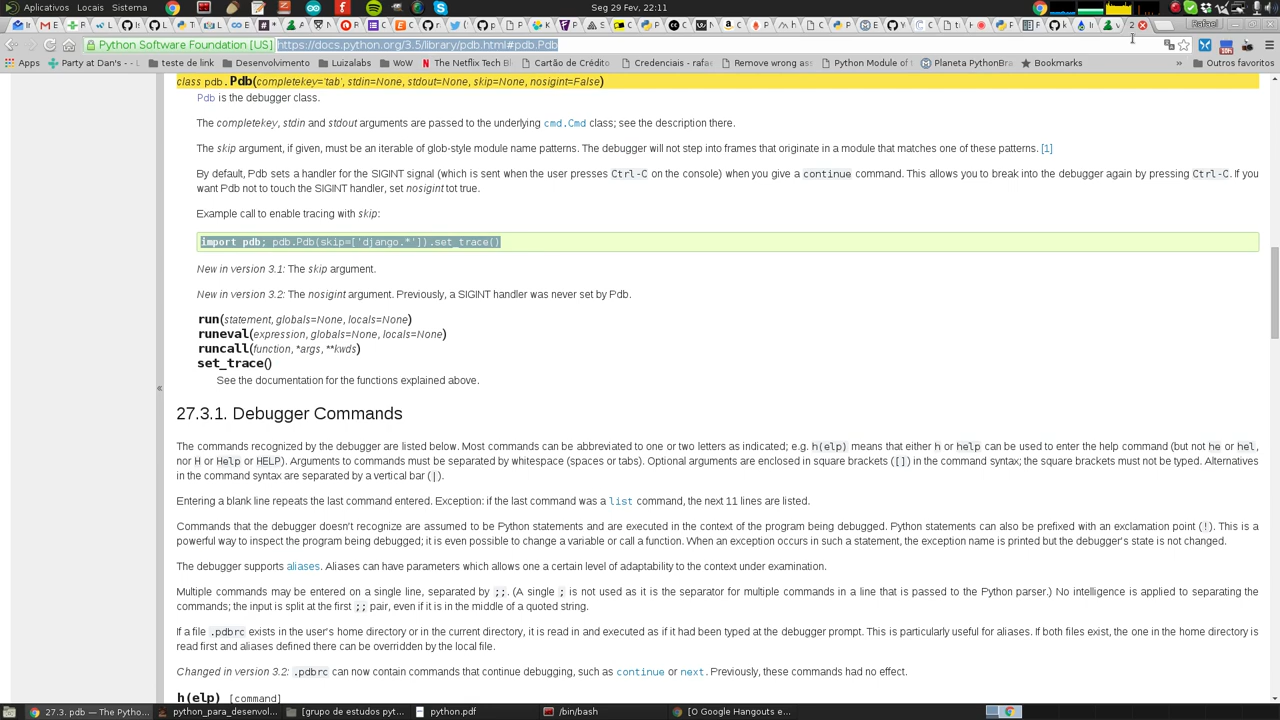 Aplicativos Locais Sistema
Seg 29 Fev, 22:11
Rafael
Python Software Foundation [US] https://docs.python.org/3.5/library/pdb.html#pdb.Pdb
Apps Party at Dan's — teste de link Downtown Luizalabs WoW The Netflix Tech Bl Cartão de Crédito Credenciais - rafae Remove wrong ass Python Module of Planeta PythonBra Bookmarks » Outros favoritos
class pdb.Pdb(completekey='tab', stdin=None, stdout=None, skip=None, nosigint=False)
Pdb is the debugger class.
The completekey, stdin and stdout arguments are passed to the underlying cmd.Cmd class; see the description there.
The skip argument, if given, must be an iterable of glob-style module name patterns. The debugger will not step into frames that originate in a module that matches one of these patterns. [1]
By default, Pdb sets a handler for the SIGINT signal (which is sent when the user presses Ctrl-C on the console) when you give a continue command. This allows you to break into the debugger again by pressing Ctrl-C. If you
want Pdb not to touch the SIGINT handler, set nosigint tot true.
Example call to enable tracing with skip:
import pdb; pdb.Pdb(skip=['django.*']).set_trace()
New in version 3.1: The skip argument.
New in version 3.2: The nosigint argument. Previously, a SIGINT handler was never set by Pdb.
run(statement, globals=None, locals=None)
runeval(expression, globals=None, locals=None)
runcall(function, *args, **kwds)
set_trace()
See the documentation for the functions explained above.
«
27.3.1. Debugger Commands
The commands recognized by the debugger are listed below. Most commands can be abbreviated to one or two letters as indicated; e.g. h(elp) means that either h or help can be used to enter the help command (but not he or hel,
nor H or Help or HELP). Arguments to commands must be separated by whitespace (spaces or tabs). Optional arguments are enclosed in square brackets ([]) in the command syntax; the square brackets must not be typed. Alternatives
in the command syntax are separated by a vertical bar (|).
Entering a blank line repeats the last command entered. Exception: if the last command was a list command, the next 11 lines are listed.
Commands that the debugger doesn't recognize are assumed to be Python statements and are executed in the context of the program being debugged. Python statements can also be prefixed with an exclamation point (!). This is a
powerful way to inspect the program being debugged; it is even possible to change a variable or call a function. When an exception occurs in such a statement, the exception name is printed but the debugger's state is not changed.
The debugger supports aliases. Aliases can have parameters which allows one a certain level of adaptability to the context under examination.
Multiple commands may be entered on a single line, separated by ;;. (A single ; is not used as it is the separator for multiple commands in a line that is passed to the Python parser.) No intelligence is applied to separating the
commands; the input is split at the first ;; pair, even if it is in the middle of a quoted string.
If a file .pdbrc exists in the user's home directory or in the current directory, it is read in and executed as if it had been typed at the debugger prompt. This is particularly useful for aliases. If both files exist, the one in the home directory is
read first and aliases defined there can be overridden by the local file.
Changed in version 3.2: .pdbrc can now contain commands that continue debugging, such as continue or next. Previously, these commands had no effect.
h(elp) [command]
27.3. pdb — The Pytho... python_para_desenvol... [grupo de estudos pyt... python.pdf /bin/bash [O Google Hangouts e...